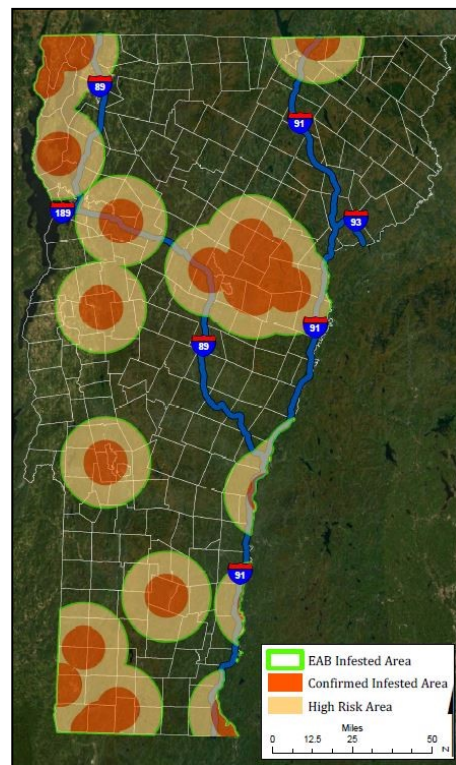 89
91
189
93
91
89
91
EAB Infested Area
Confirmed Infested Area
High Risk Area
Miles
0 12.5 25 50
N